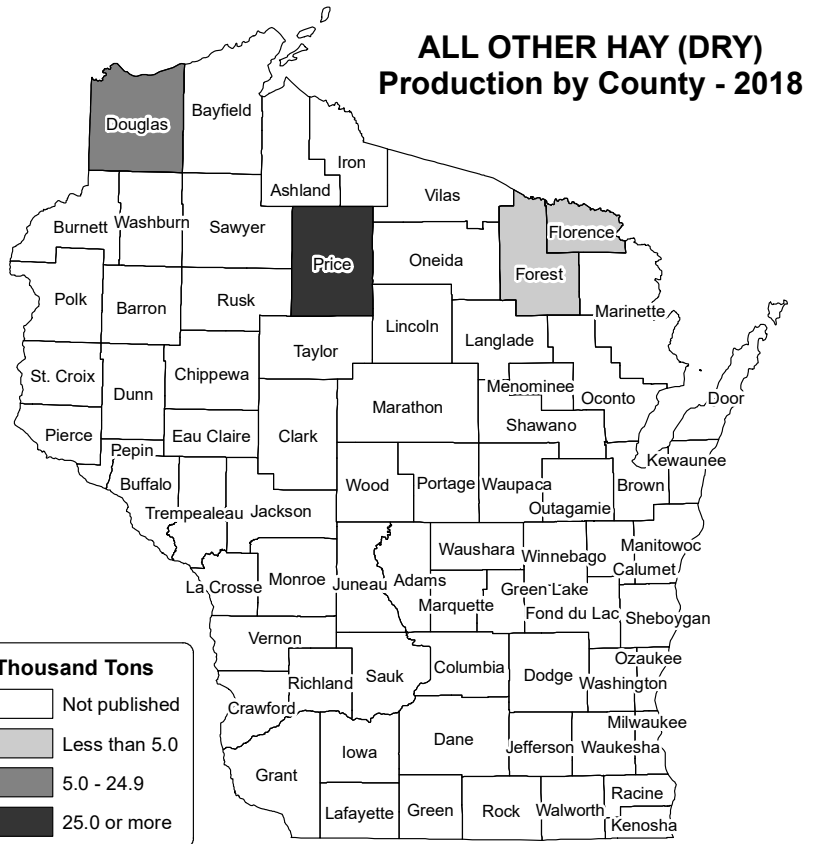 ALL OTHER HAY (DRY)
Production by County - 2018
Douglas
Bayfield
Ashland
Iron
Vilas
Burnett
Washburn
Sawyer
Price
Oneida
Forest
Florence
Marinette
Polk
Barron
Rusk
Taylor
Lincoln
Langlade
St. Croix
Dunn
Chippewa
Menominee
Oconto
Door
Marathon
Shawano
Pierce
Pepin
Eau Claire
Clark
Kewaunee
Buffalo
Trempealeau
Jackson
Wood
Portage
Waupaca
Outagamie
Brown
La Crosse
Monroe
Juneau
Adams
Waushara
Winnebago
Manitowoc
Calumet
Marquette
Green Lake
Fond du Lac
Sheboygan
Vernon
Richland
Sauk
Columbia
Dodge
Ozaukee
Washington
Crawford
Milwaukee
Grant
Iowa
Dane
Jefferson
Waukesha
Lafayette
Green
Rock
Walworth
Racine
Kenosha
Thousand Tons
Not published
Less than 5.0
5.0 - 24.9
25.0 or more